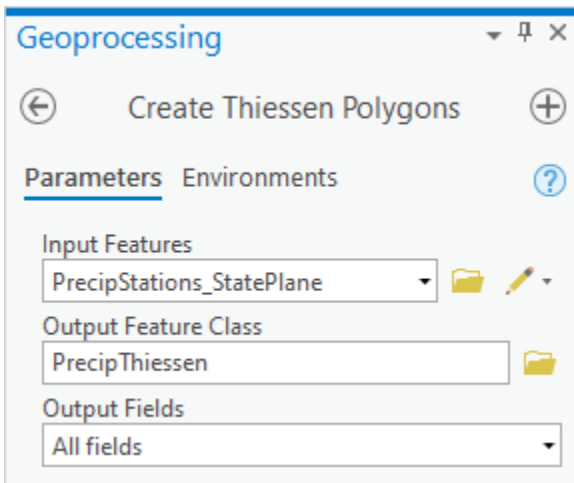 Geoprocessing
Create Thiessen Polygons
Parameters Environments
Input Features
PrecipStations_StatePlane
Output Feature Class
PrecipThiessen
Output Fields
All fields